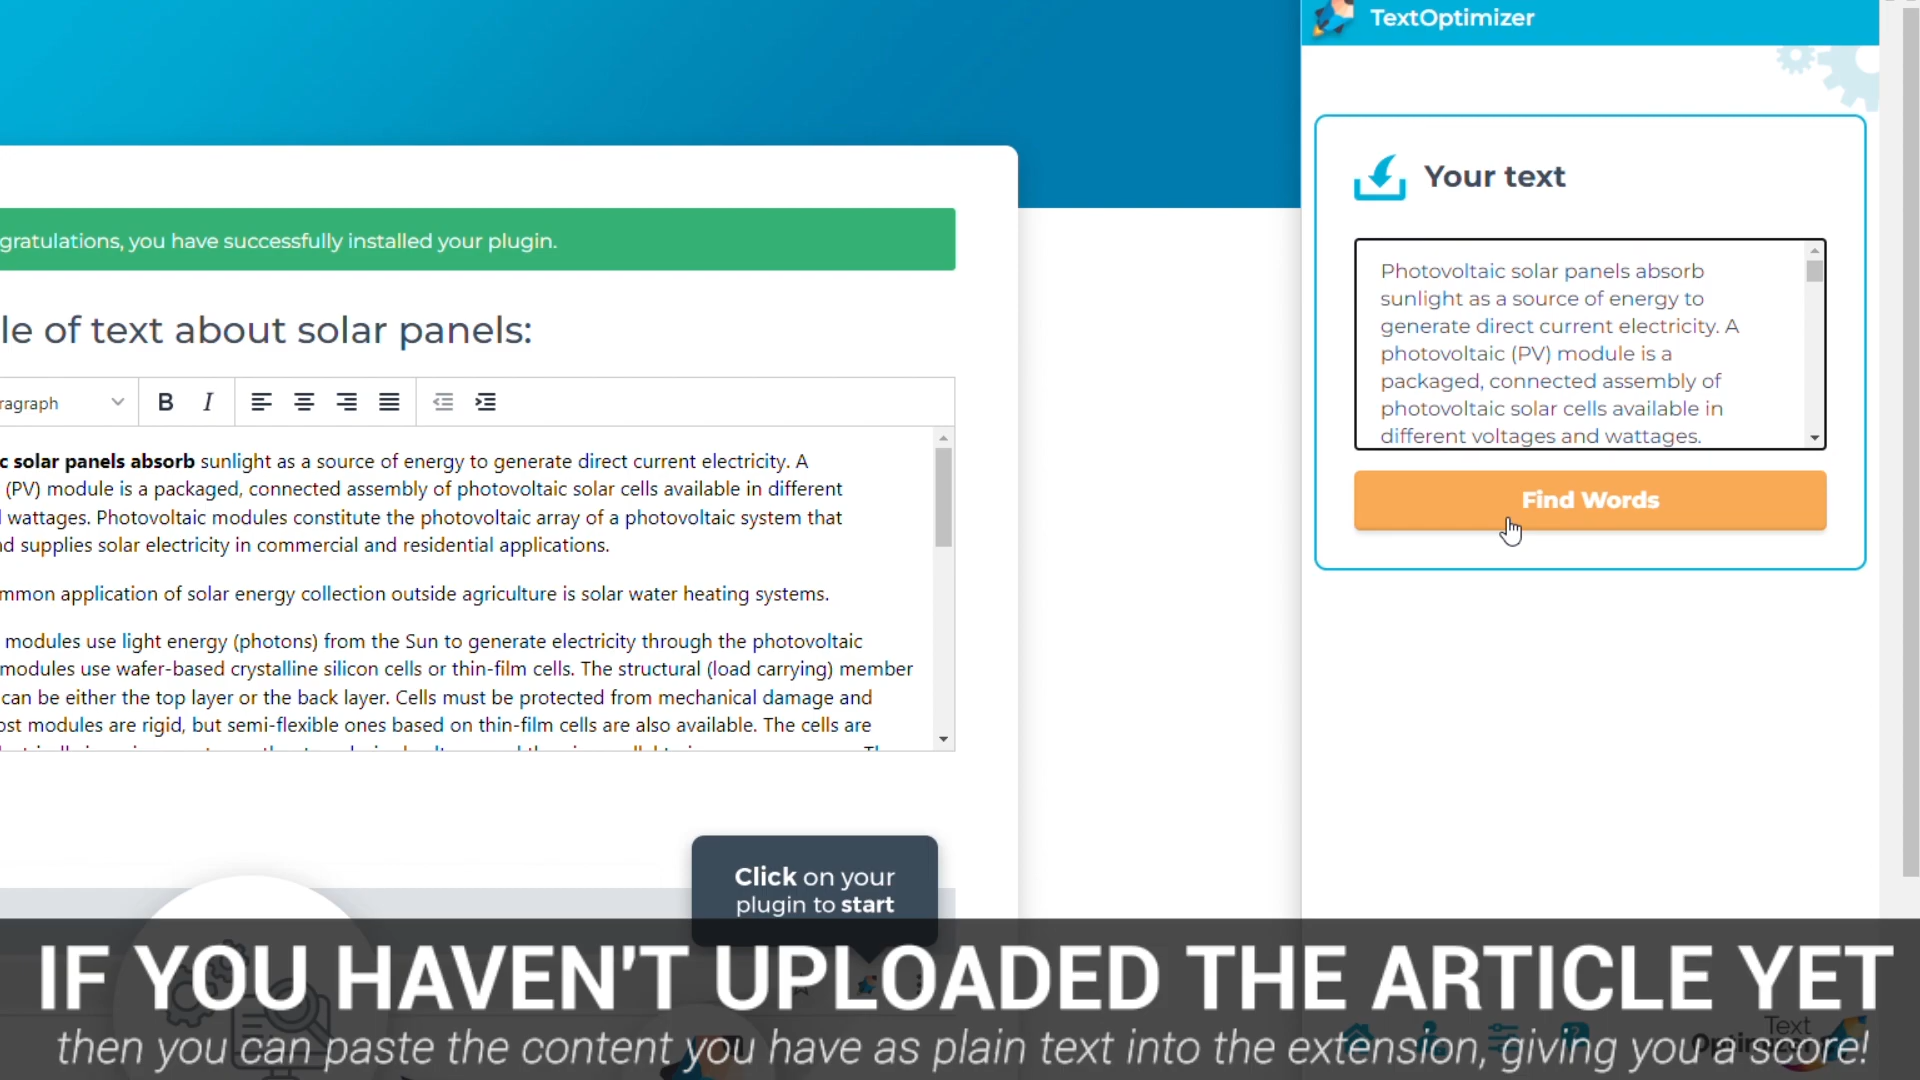 TextOptimizer
Your text
Photovoltaic solar panels absorb
sunlight as a source of energy to
generate direct current electricity. A
photovoltaic (PV) module is a
packaged, connected assembly of
photovoltaic solar cells available in
different voltages and wattages.
Find Words
gratulations, you have successfully installed your plugin.
le of text about solar panels:
ragraph
B I
c solar panels absorb sunlight as a source of energy to generate direct current electricity. A
(PV) module is a packaged, connected assembly of photovoltaic solar cells available in different
wattages. Photovoltaic modules constitute the photovoltaic array of a photovoltaic system that
d supplies solar electricity in commercial and residential applications.
mmon application of solar energy collection outside agriculture is solar water heating systems.
modules use light energy (photons) from the Sun to generate electricity through the photovoltaic
modules use wafer-based crystalline silicon cells or thin-film cells. The structural (load carrying) member
can be either the top layer or the back layer. Cells must be protected from mechanical damage and
ost modules are rigid, but semi-flexible ones based on thin-film cells are also available. The cells are
Click on your
plugin to start
IF YOU HAVEN'T UPLOADED THE ARTICLE YET
then you can paste the content you have as plain text into the extension, giving you a score!
Text
Optimizer